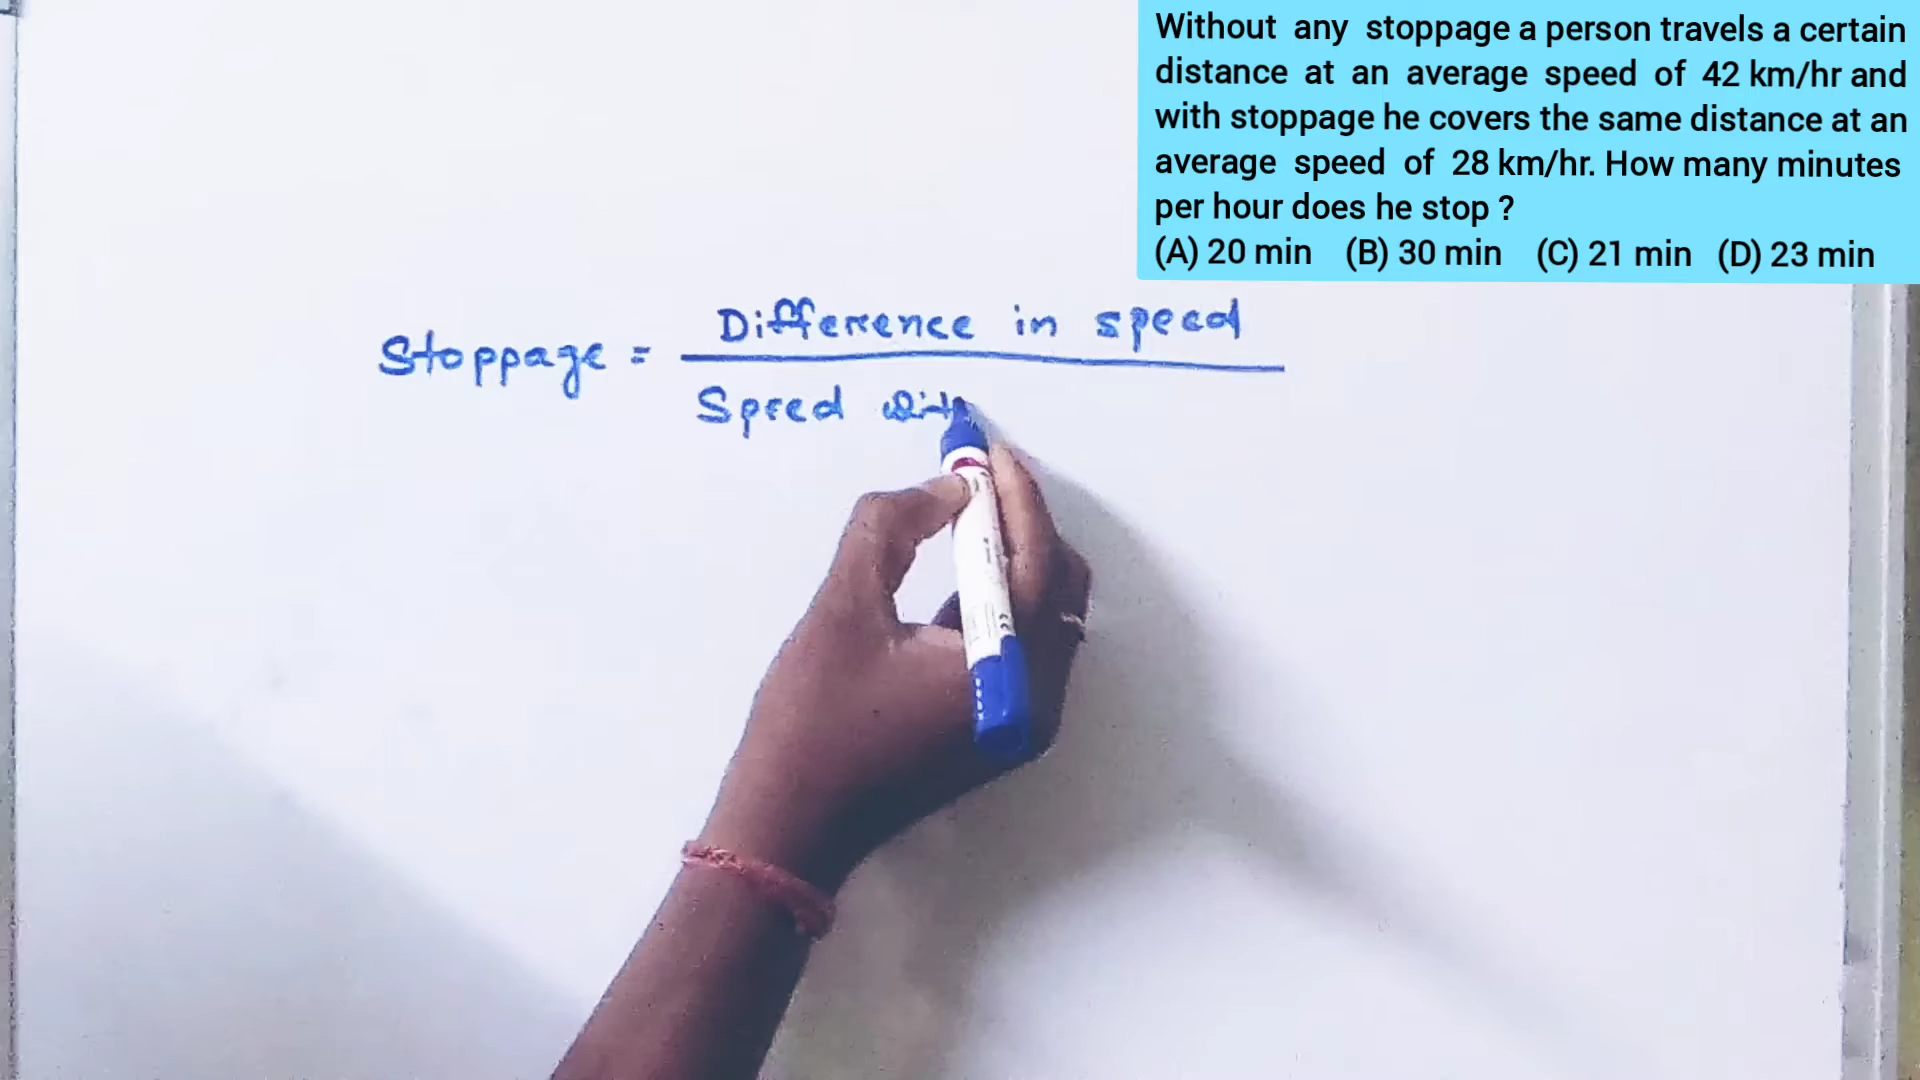 Without any stoppage a person travels a certain
distance at an average speed of 42 km/hr and
with stoppage he covers the same distance at an
average speed of 28 km/hr. How many minutes
per hour does he stop ?
(A) 20 min (B) 30 min (C) 21 min (D) 23 min
Stoppage = Difference in speed
Speed with